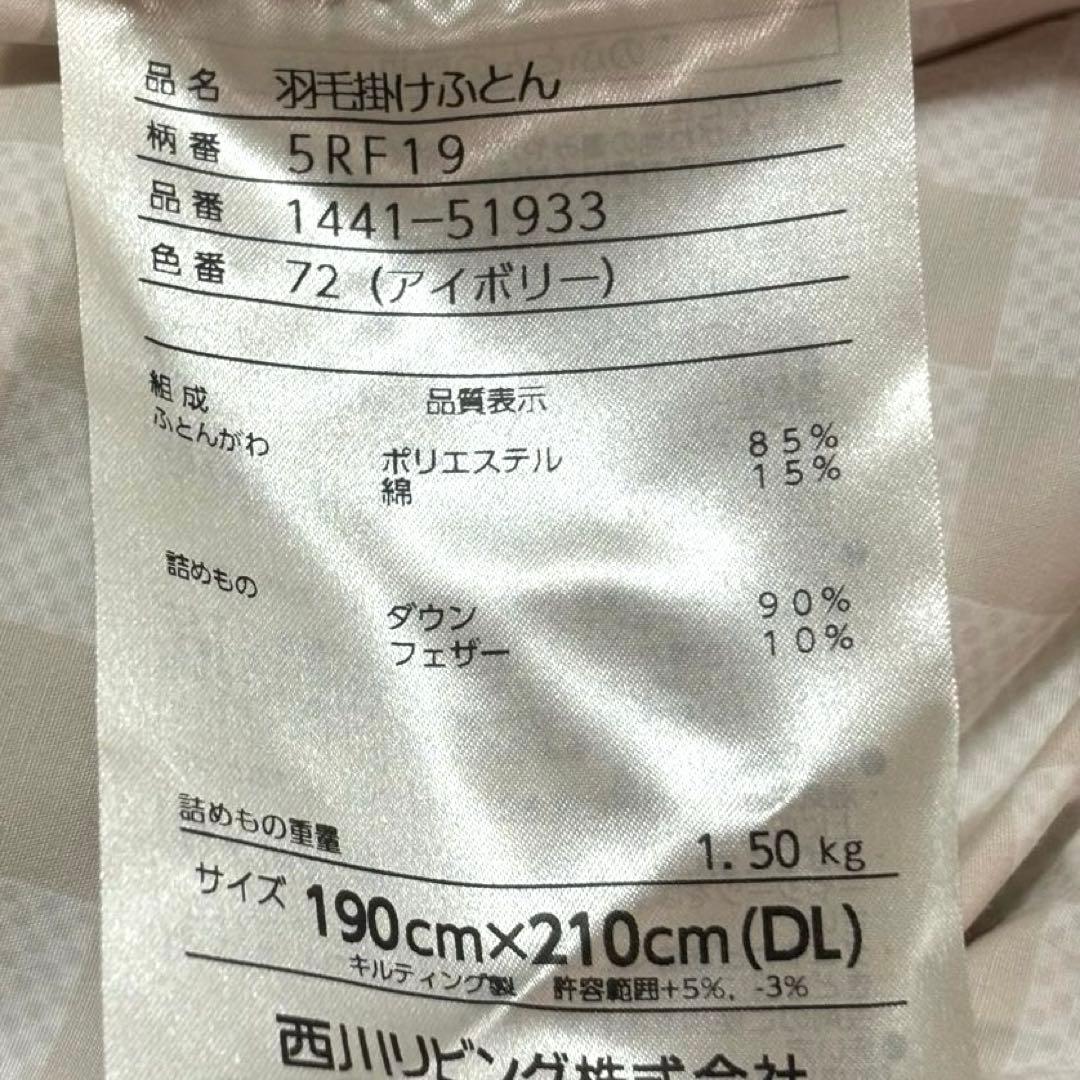 品名 羽毛掛けふとん
柄番 5RF19
品番 1441-51933
色番 72 (アイボリー)
組成 品質表示
ふとんがわ
ポリエステル 85%
綿 15%
詰めもの
ダウン 90%
フェザー 10%
詰めもの重量 1.50 kg
サイズ 190cm×210cm(DL)
キルティング製 許容範囲+5%, -3%
西川リビング株式会社